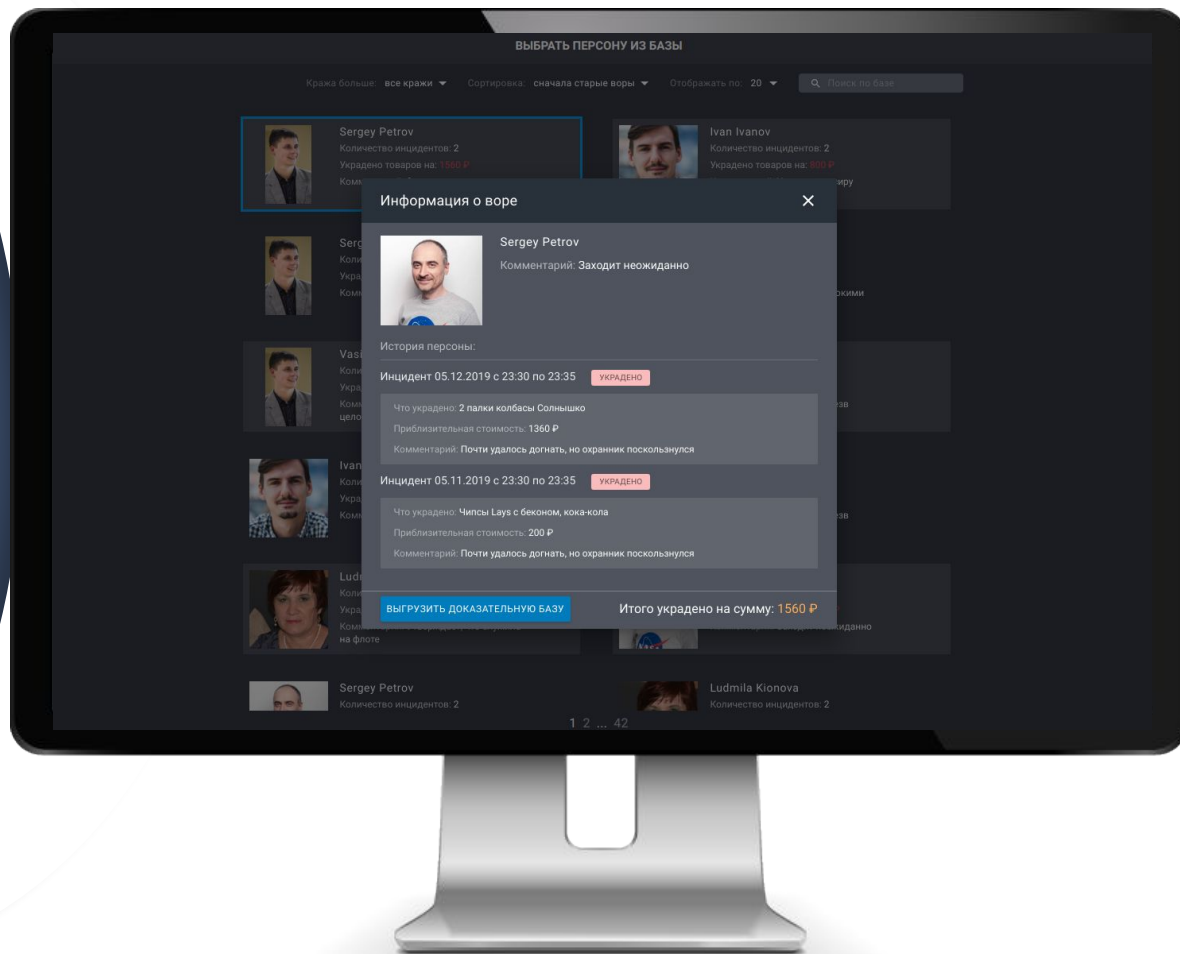 ВЫБРАТЬ ПЕРСОНУ ИЗ БАЗЫ
Кража больше: все кражи Сортировка: сначала старые воры Отображать по: 20 Поиск по базе
Sergey Petrov
Количество инцидентов: 2
Украдено товаров на: 1560 ₽
Ivan Ivanov
Количество инцидентов: 2
Украдено товаров на: 900 ₽
Информация о воре
Sergey Petrov
Комментарий: Заходит неожиданно
История персоны:
Инцидент 05.12.2019 с 23:30 по 23:35 УКРАДЕНО
Что украдено: 2 палки колбасы Солнышко
Приблизительная стоимость: 1360 ₽
Комментарий: Почти удалось догнать, но охранник поскользнулся
Инцидент 05.11.2019 с 23:30 по 23:35 УКРАДЕНО
Что украдено: Чипсы Lays с беконом, кока-кола
Приблизительная стоимость: 200 ₽
Комментарий: Почти удалось догнать, но охранник поскользнулся
ВЫГРУЗИТЬ ДОКАЗАТЕЛЬНУЮ БАЗУ Итого украдено на сумму: 1560 ₽
на флоте
Sergey Petrov
Количество инцидентов: 2
Ludmila Kionova
Количество инцидентов: 2
1 2 ... 42